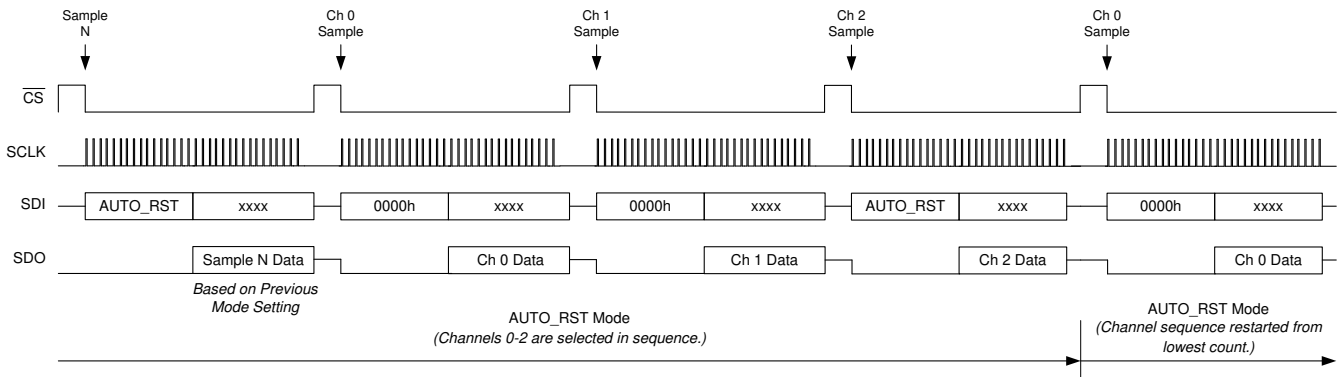 Sample
N
Ch 0
Sample
Ch 1
Sample
Ch 2
Sample
Ch 0
Sample
CS
SCLK
SDI
AUTO_RST
xxxx
0000h
xxxx
0000h
xxxx
AUTO_RST
xxxx
0000h
xxxx
SDO
Sample N Data
Ch 0 Data
Ch 1 Data
Ch 2 Data
Ch 0 Data
Based on Previous
Mode Setting
AUTO_RST Mode
(Channels 0-2 are selected in sequence.)
AUTO_RST Mode
(Channel sequence restarted from
lowest count.)